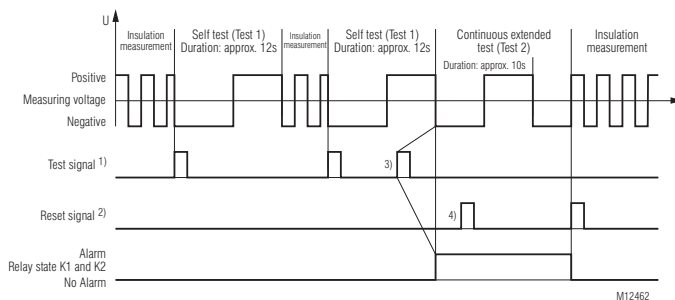 U
Insulation
measurement
Self test (Test 1)
Duration: approx. 12s
Insulation
measurement
Self test (Test 1)
Duration: approx. 12s
Continuous extended
test (Test 2)
Duration: approx. 10s
Insulation
measurement
Positive
Measuring voltage
Negative
Test signal 1)
3)
Reset signal 2)
4)
Alarm
Relay state K1 and K2
No Alarm
M12462